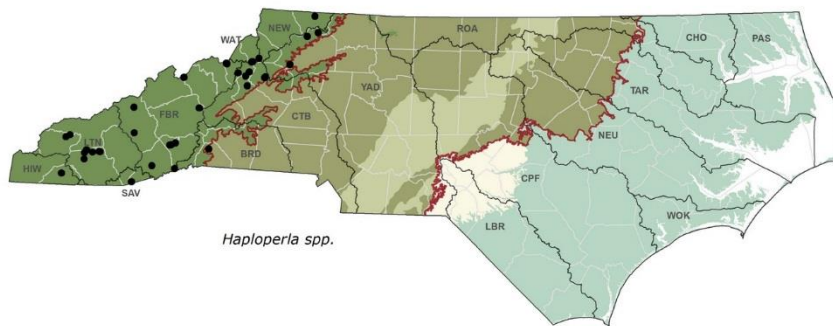 NEW
ROA
CHO
PAS
WAT
YAD
TAR
FBR
CTB
LTN
NEU
HIW
BRD
CPF
SAV
WOK
LBR
Haploperla spp.